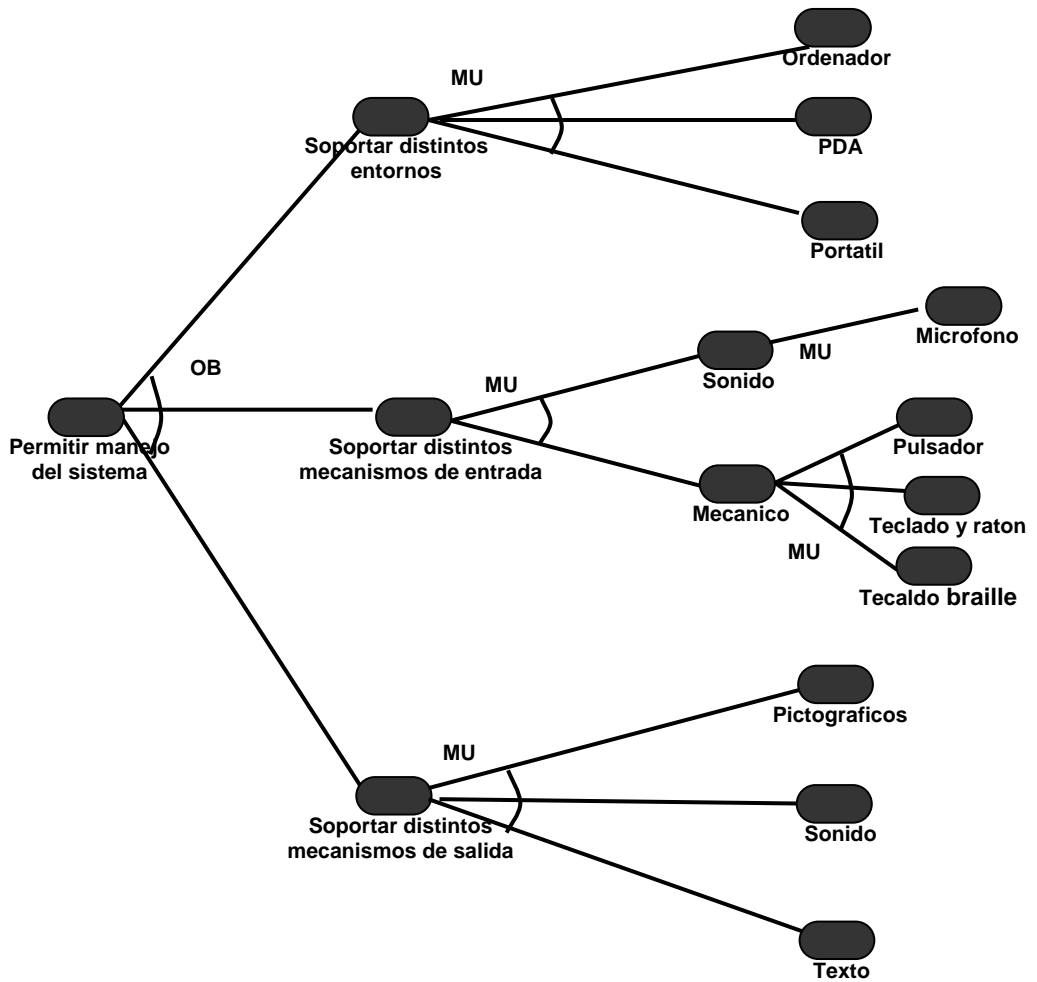 Ordenador
MU
Soportar distintos
entornos
PDA
Portatil
OB
Microfono
MU
Sonido
MU
Permitir manejo
del sistema
Soportar distintos
mecanismos de entrada
Pulsador
Mecanico
Teclado y raton
MU
Tecaldo braille
Pictograficos
MU
Soportar distintos
mecanismos de salida
Sonido
Texto